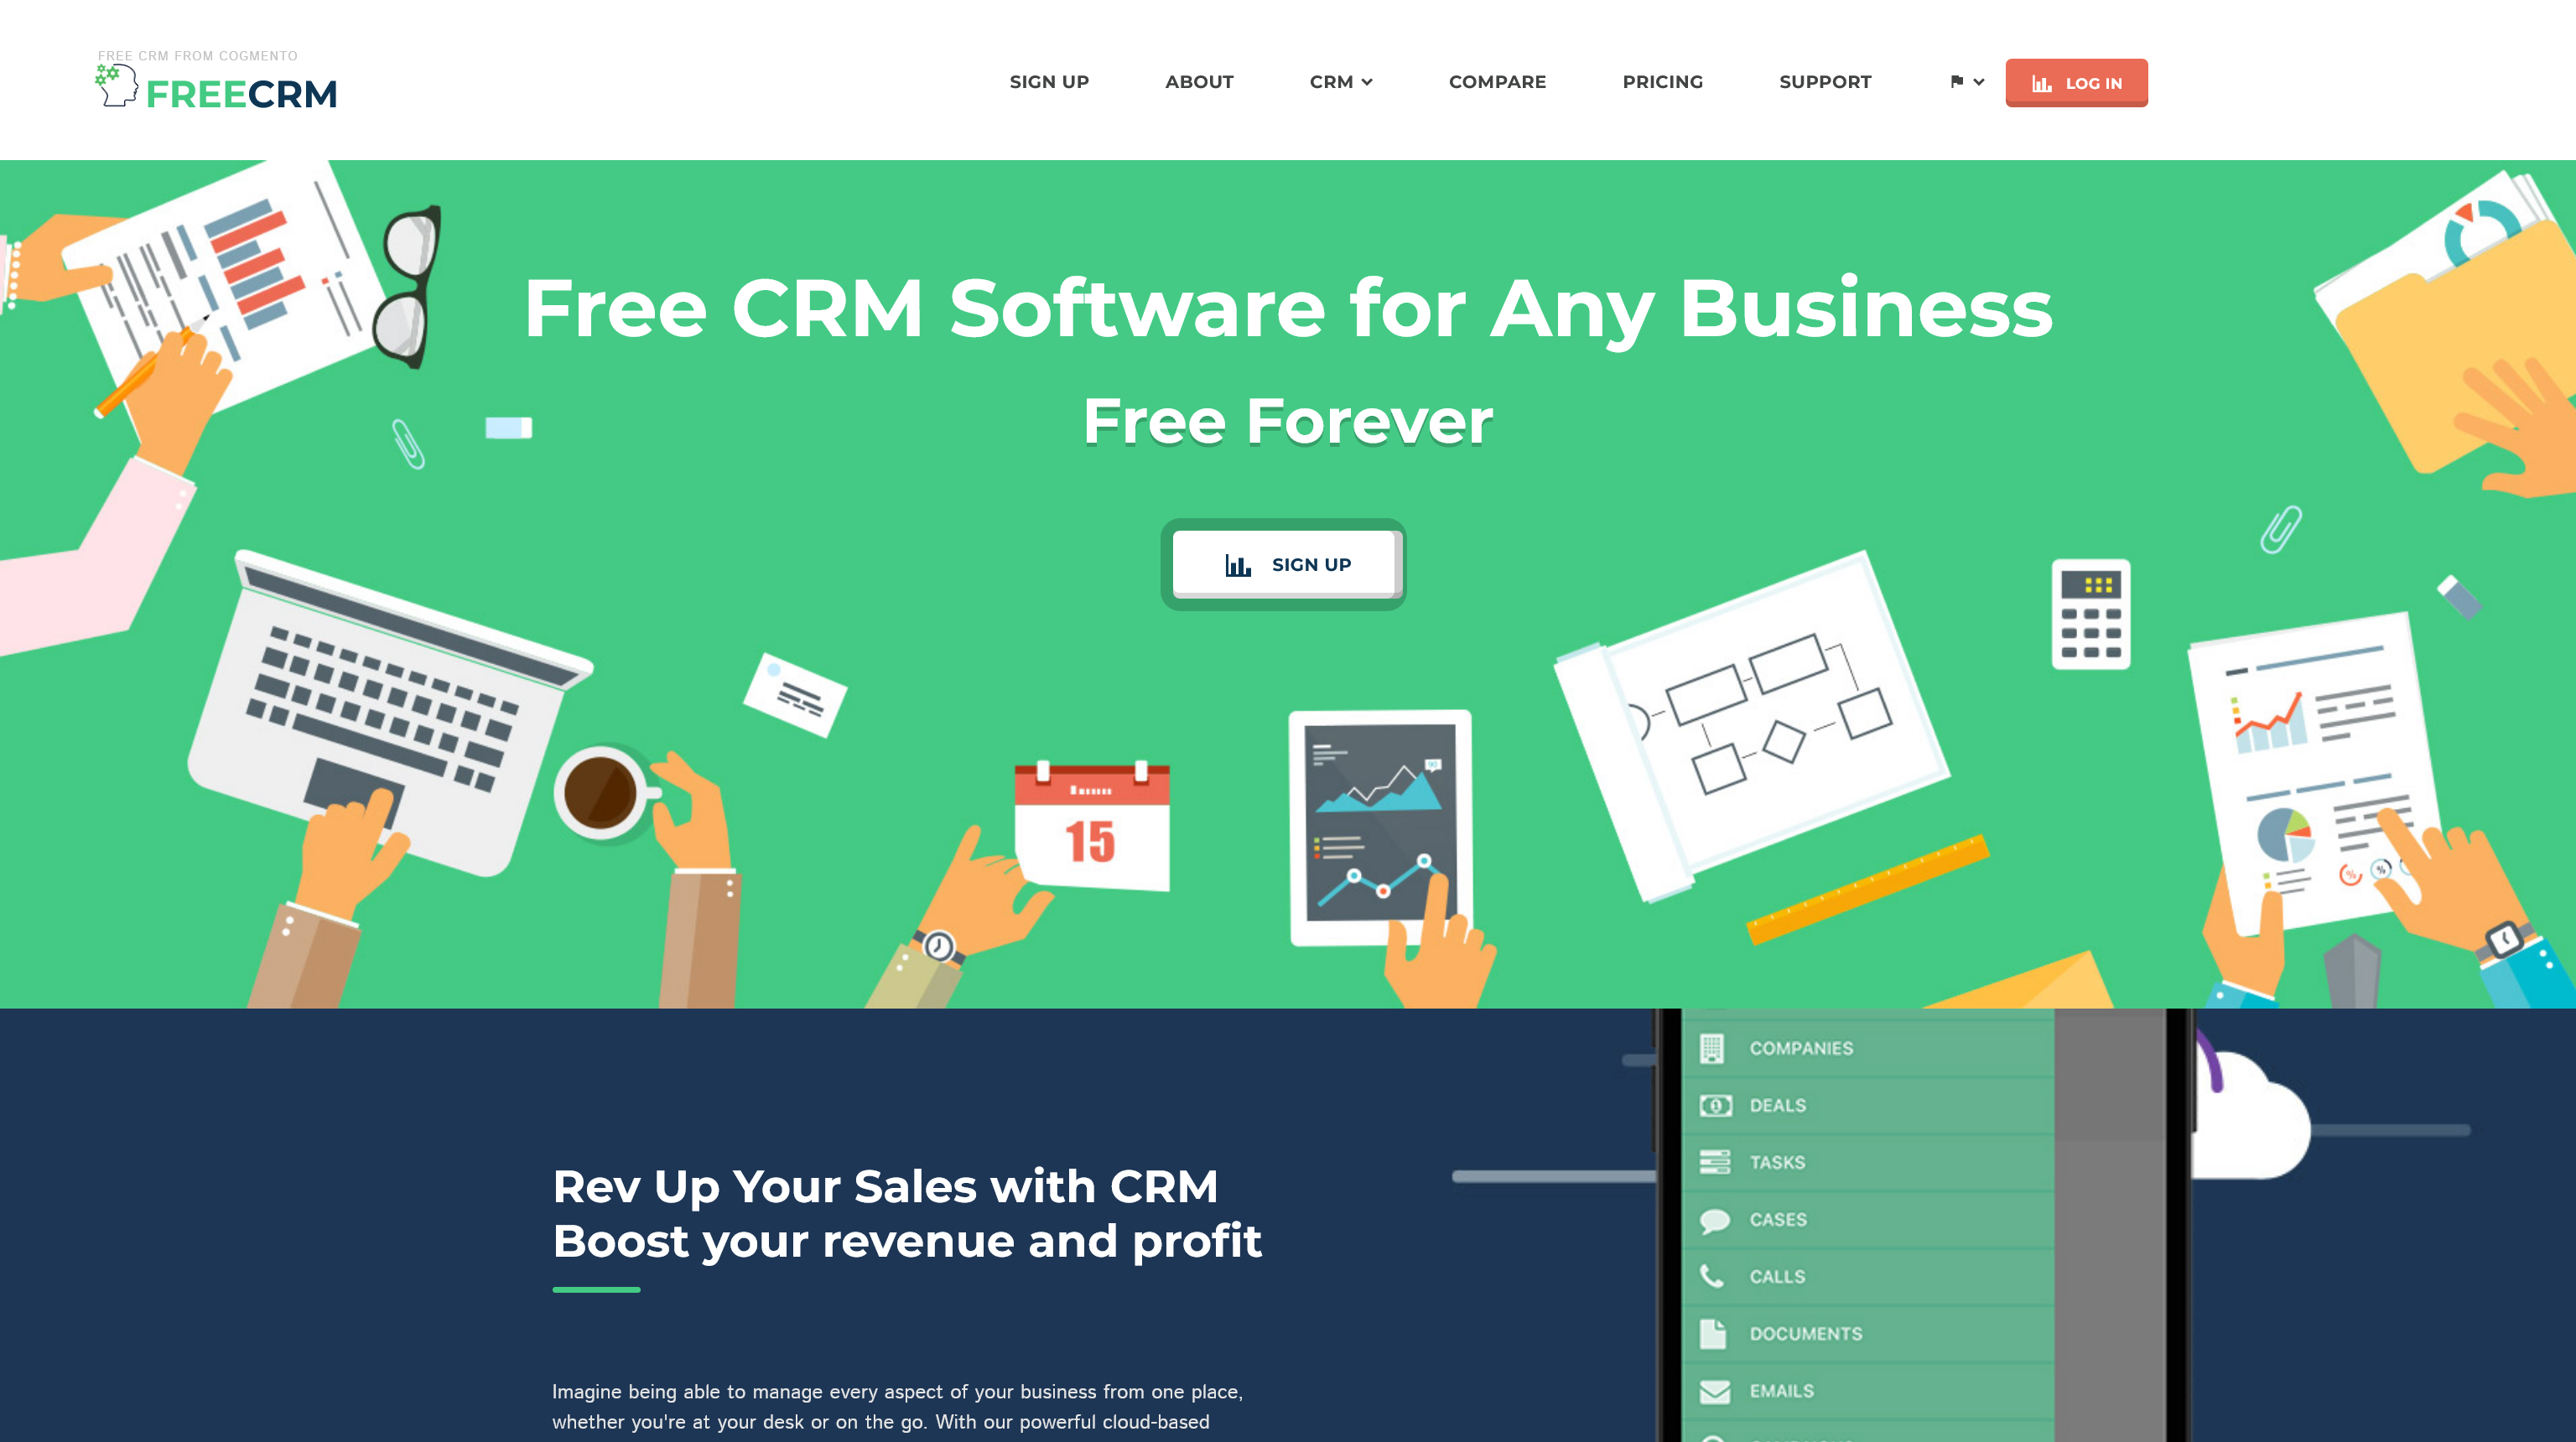 FREE CRM FROM COGMENTO
FREECRM
SIGN UP
ABOUT
CRM
COMPARE
PRICING
SUPPORT
LOG IN
Free CRM Software for Any Business
Free Forever
SIGN UP
15
COMPANIES
DEALS
TASKS
CASES
CALLS
DOCUMENTS
EMAILS
Rev Up Your Sales with CRM
Boost your revenue and profit
Imagine being able to manage every aspect of your business from one place,
whether you're at your desk or on the go. With our powerful cloud-based